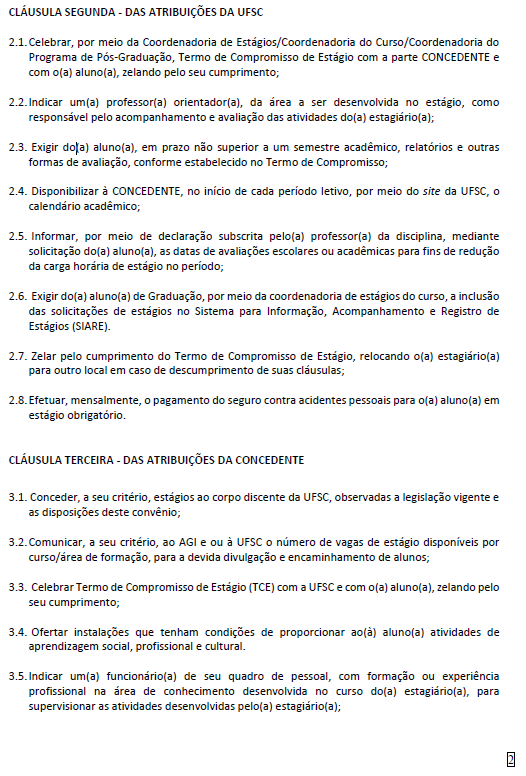 CLÁUSULA SEGUNDA - DAS ATRIBUIÇÕES DA UFSC
2.1. Celebrar, por meio da Coordenadoria de Estágios/Coordenadoria do Curso/Coordenadoria do
Programa de Pós-Graduação, Termo de Compromisso de Estágio com a parte CONCEDENTE e
com o(a) aluno(a), zelando pelo seu cumprimento;
2.2. Indicar um(a) professor(a) orientador(a), da área a ser desenvolvida no estágio, como
responsável pelo acompanhamento e avaliação das atividades do(a) estagiário(a);
2.3. Exigir do(a) aluno(a), em prazo não superior a um semestre acadêmico, relatórios e outras
formas de avaliação, conforme estabelecido no Termo de Compromisso;
2.4. Disponibilizar à CONCEDENTE, no início de cada período letivo, por meio do site da UFSC, o
calendário acadêmico;
2.5. Informar, por meio de declaração subscrita pelo(a) professor(a) da disciplina, mediante
solicitação do(a) aluno(a), as datas de avaliações escolares ou acadêmicas para fins de redução
da carga horária de estágio no período;
2.6. Exigir do(a) aluno(a) de Graduação, por meio da coordenadoria de estágios do curso, a inclusão
das solicitações de estágios no Sistema para Informação, Acompanhamento e Registro de
Estágios (SIARE).
2.7. Zelar pelo cumprimento do Termo de Compromisso de Estágio, relocando o(a) estagiário(a)
para outro local em caso de descumprimento de suas cláusulas;
2.8. Efetuar, mensalmente, o pagamento do seguro contra acidentes pessoais para o(a) aluno(a) em
estágio obrigatório.
CLÁUSULA TERCEIRA - DAS ATRIBUIÇÕES DA CONCEDENTE
3.1. Conceder, a seu critério, estágios ao corpo discente da UFSC, observadas a legislação vigente e
as disposições deste convênio;
3.2. Comunicar, a seu critério, ao AGI e ou à UFSC o número de vagas de estágio disponíveis por
curso/área de formação, para a devida divulgação e encaminhamento de alunos;
3.3. Celebrar Termo de Compromisso de Estágio (TCE) com a UFSC e com o(a) aluno(a), zelando pelo
seu cumprimento;
3.4. Ofertar instalações que tenham condições de proporcionar ao(à) aluno(a) atividades de
aprendizagem social, profissional e cultural.
3.5. Indicar um(a) funcionário(a) de seu quadro de pessoal, com formação ou experiência
profissional na área de conhecimento desenvolvida no curso do(a) estagiário(a), para
supervisionar as atividades desenvolvidas pelo(a) estagiário(a);
2